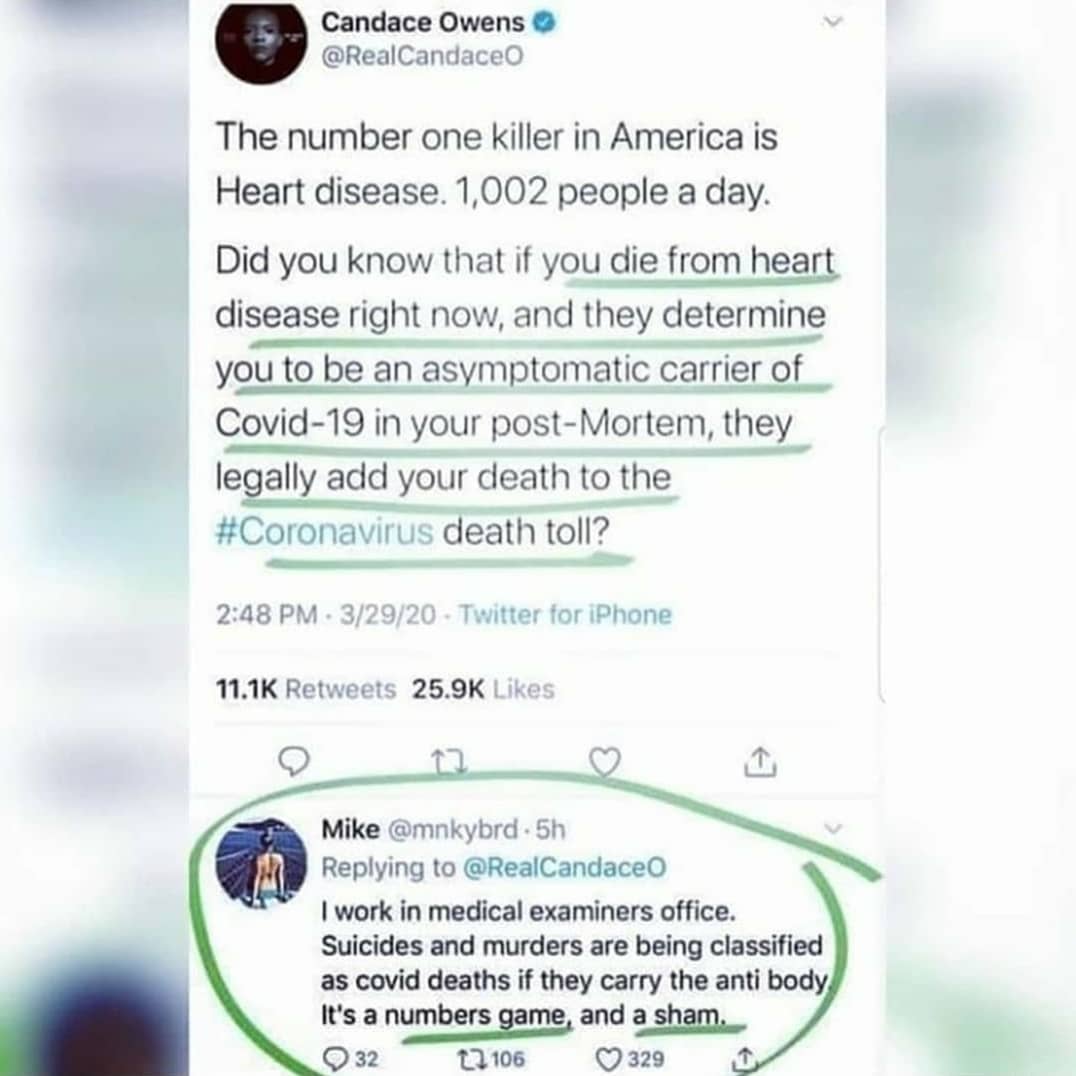 Candace Owens
@RealCandaceO
The number one killer in America is
Heart disease. 1,002 people a day.
Did you know that if you die from heart
disease right now, and they determine
you to be an asymptomatic carrier of
Covid-19 in your post-Mortem, they
legally add your death to the
#Coronavirus death toll?
2:48 PM · 3/29/20 · Twitter for iPhone
11.1K Retweets 25.9K Likes
Mike @mnkybrd · 5h
Replying to @RealCandaceO
I work in medical examiners office.
Suicides and murders are being classified
as covid deaths if they carry the anti body.
It's a numbers game, and a sham.
32 106 329